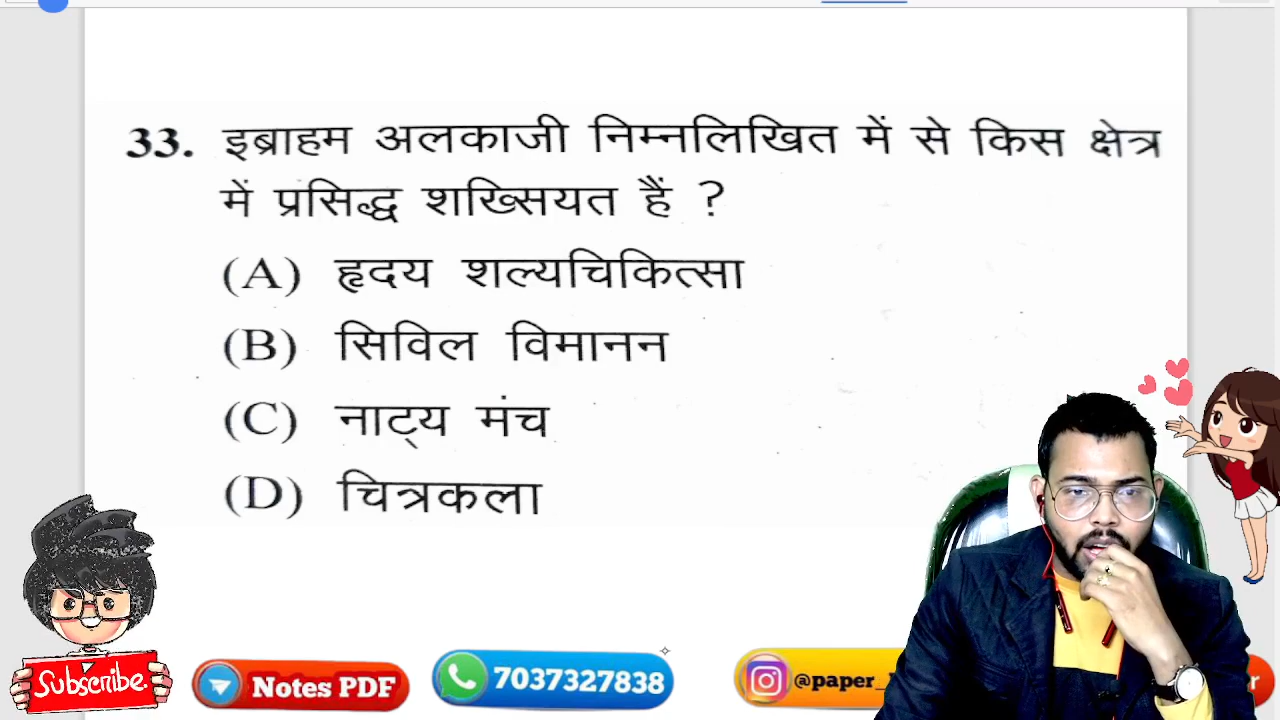 33. इब्राहम अलकाजी निम्नलिखित में से किस क्षेत्र
में प्रसिद्ध शख्सियत हैं ?
(A) हृदय शल्यचिकित्सा
(B) सिविल विमानन
(C) नाट्य मंच
(D) चित्रकला
Subscribe
Notes PDF
7037327838
@paper_